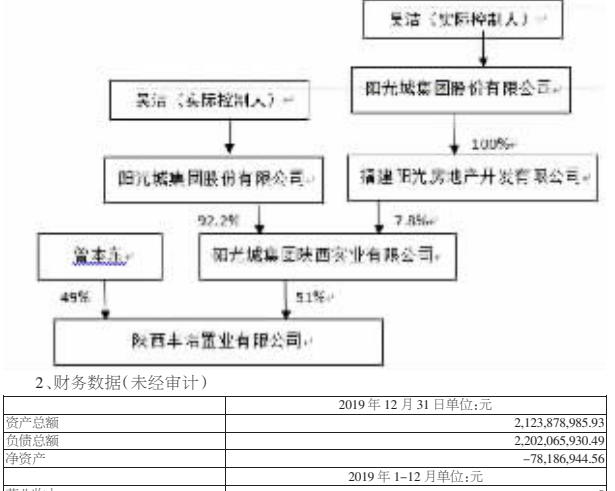 吴洁（实际控制人）
阳光城集团股份有限公司
100%
福建阳光房地产开发有限公司
吴洁（实际控制人）
阳光城集团股份有限公司
92.2%
7.8%
阳光城集团陕西实业有限公司
曾本东
49%
51%
陕西丰浩置业有限公司
2、财务数据(未经审计)
2019年12月31日单位:元
资产总额 2,123,878,985.93
负债总额 2,202,065,930.49
净资产 -78,186,944.56
2019年1-12月单位:元